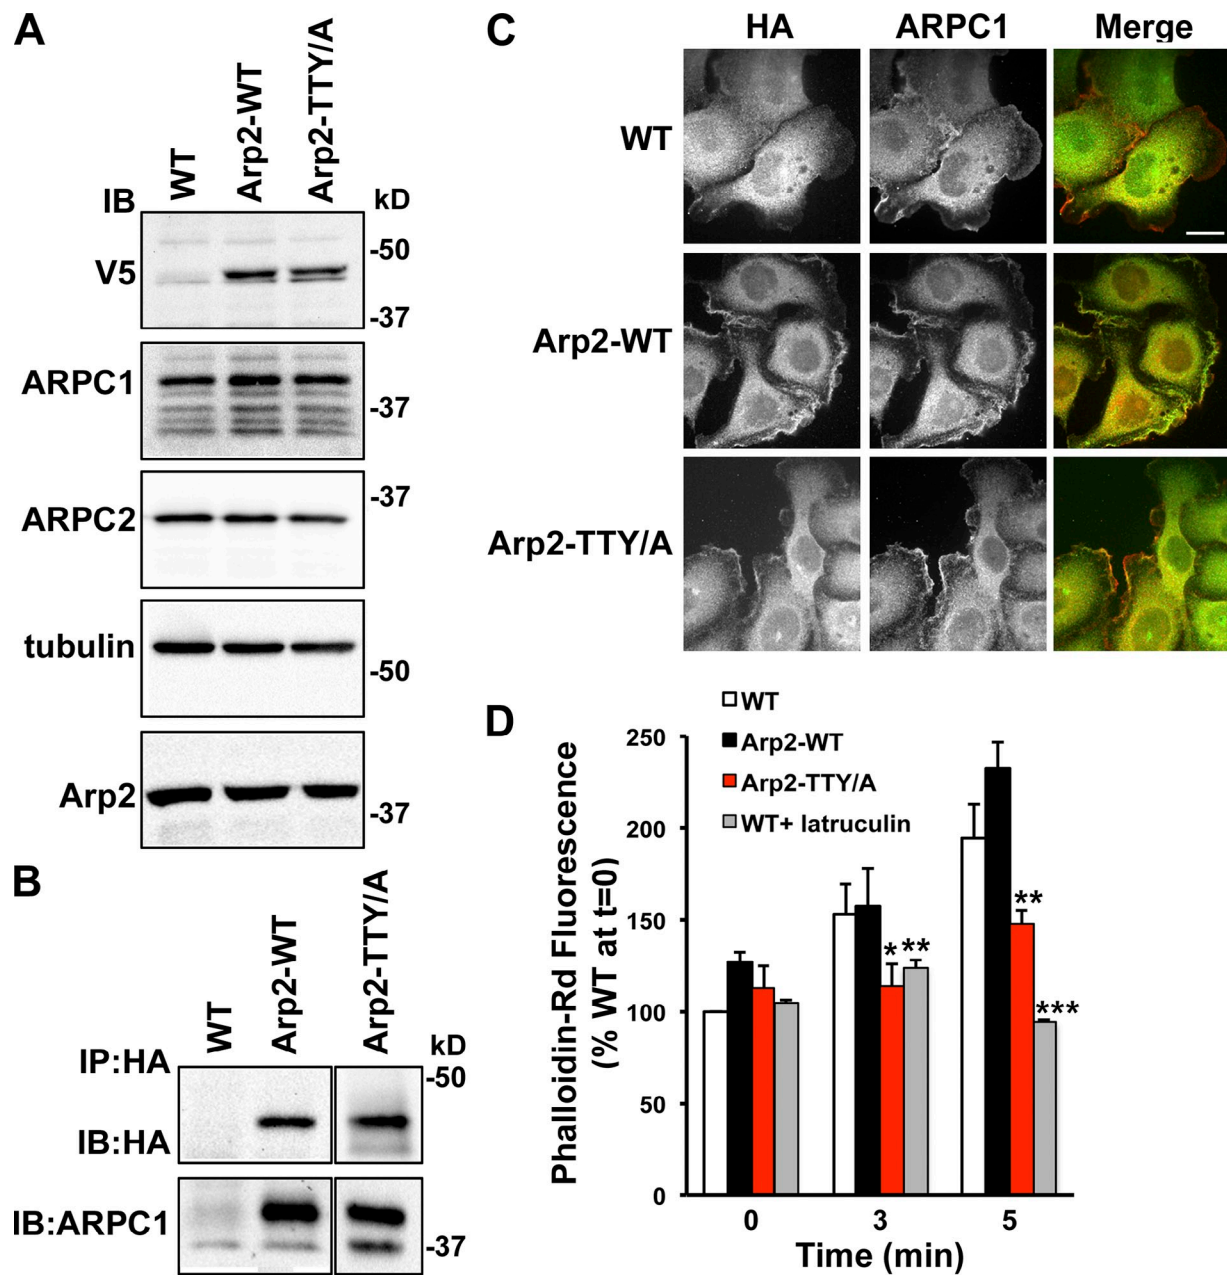 A
WT
Arp2-WT
Arp2-TTY/A
IB
kD
V5
-50
-37
ARPC1
-37
ARPC2
-37
tubulin
-50
Arp2
-37
B
WT
Arp2-WT
Arp2-TTY/A
IP:HA
kD
-50
IB:HA
IB:ARPC1
-37
C
HA
ARPC1
Merge
WT
Arp2-WT
Arp2-TTY/A
D
WT
Arp2-WT
Arp2-TTY/A
WT+ latruculin
Phalloidin-Rd Fluorescence
(% WT at t=0)
250
200
150
100
50
0
*
**
**
***
0
3
5
Time (min)